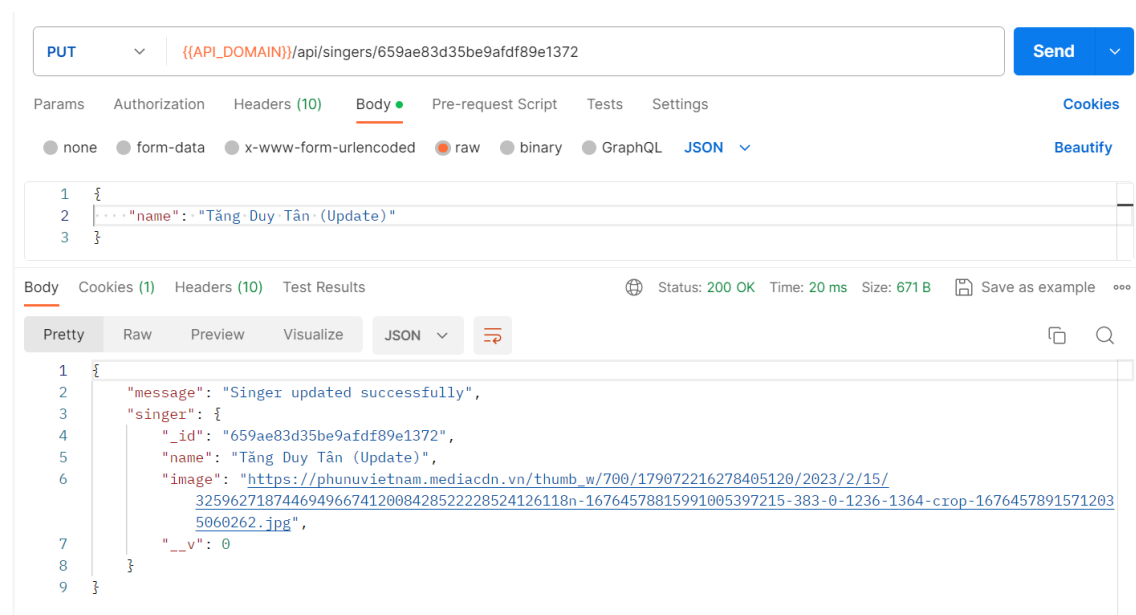 PUT {{API_DOMAIN}}/api/singers/659ae83d35be9afdf89e1372 Send
Params Authorization Headers (10) Body Pre-request Script Tests Settings Cookies
none form-data x-www-form-urlencoded raw binary GraphQL JSON Beautify
1 {
2 ····"name":·"Tăng·Duy·Tân·(Update)"
3 }
Body Cookies (1) Headers (10) Test Results Status: 200 OK Time: 20 ms Size: 671 B Save as example
Pretty Raw Preview Visualize JSON
1 {
2 "message": "Singer updated successfully",
3 "singer": {
4 "_id": "659ae83d35be9afdf89e1372",
5 "name": "Tăng Duy Tân (Update)",
6 "image": "https://phunuvietnam.mediacdn.vn/thumb_w/700/179072216278405120/2023/2/15/
325962718744694966741200842852228524126118n-16764578815991005397215-383-0-1236-1364-crop-1676457891571203
5060262.jpg",
7 "__v": 0
8 }
9 }